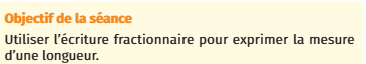 Objectif de la séance
Utiliser l'écriture fractionnaire pour exprimer la mesure
d'une longueur.